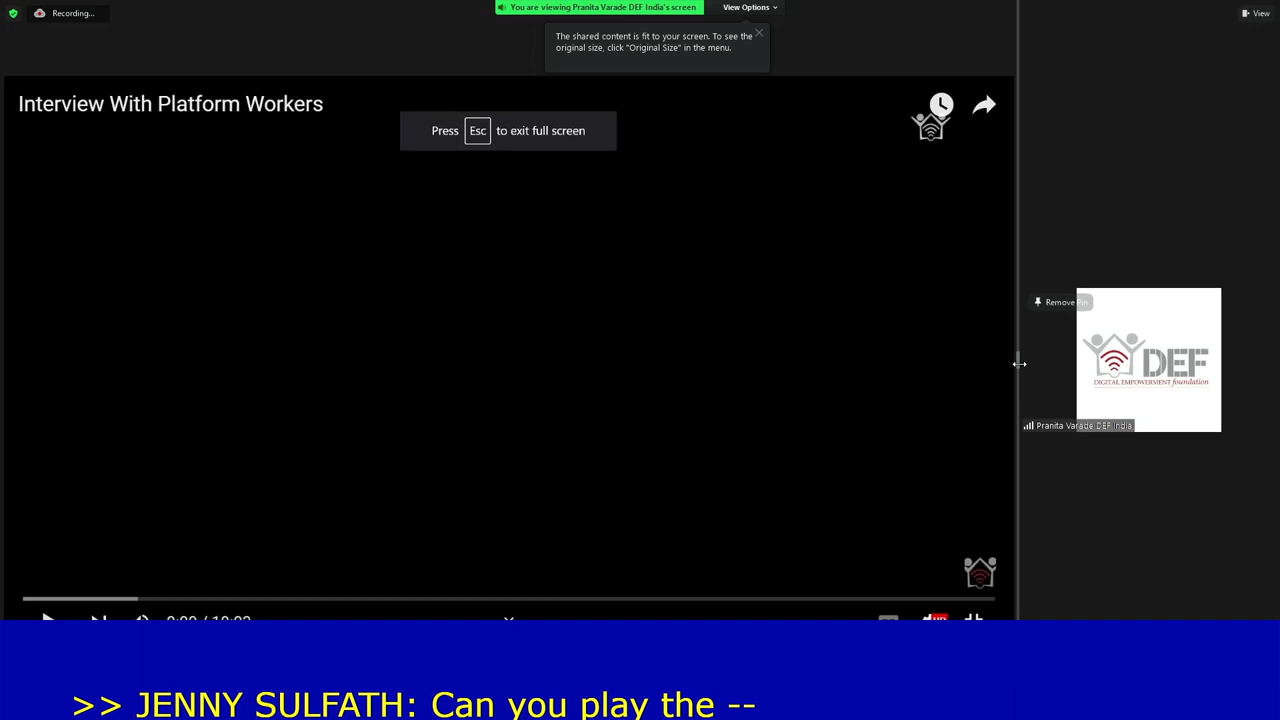 Recording...
You are viewing Pranita Varade DEF India's screen
View Options
View
The shared content is fit to your screen. To see the
original size, click "Original Size" in the menu.
Interview With Platform Workers
Press Esc to exit full screen
Remove Pin
DEF
DIGITAL EMPOWERMENT foundation
Pranita Varade DEF India
>> JENNY SULFATH: Can you play the --